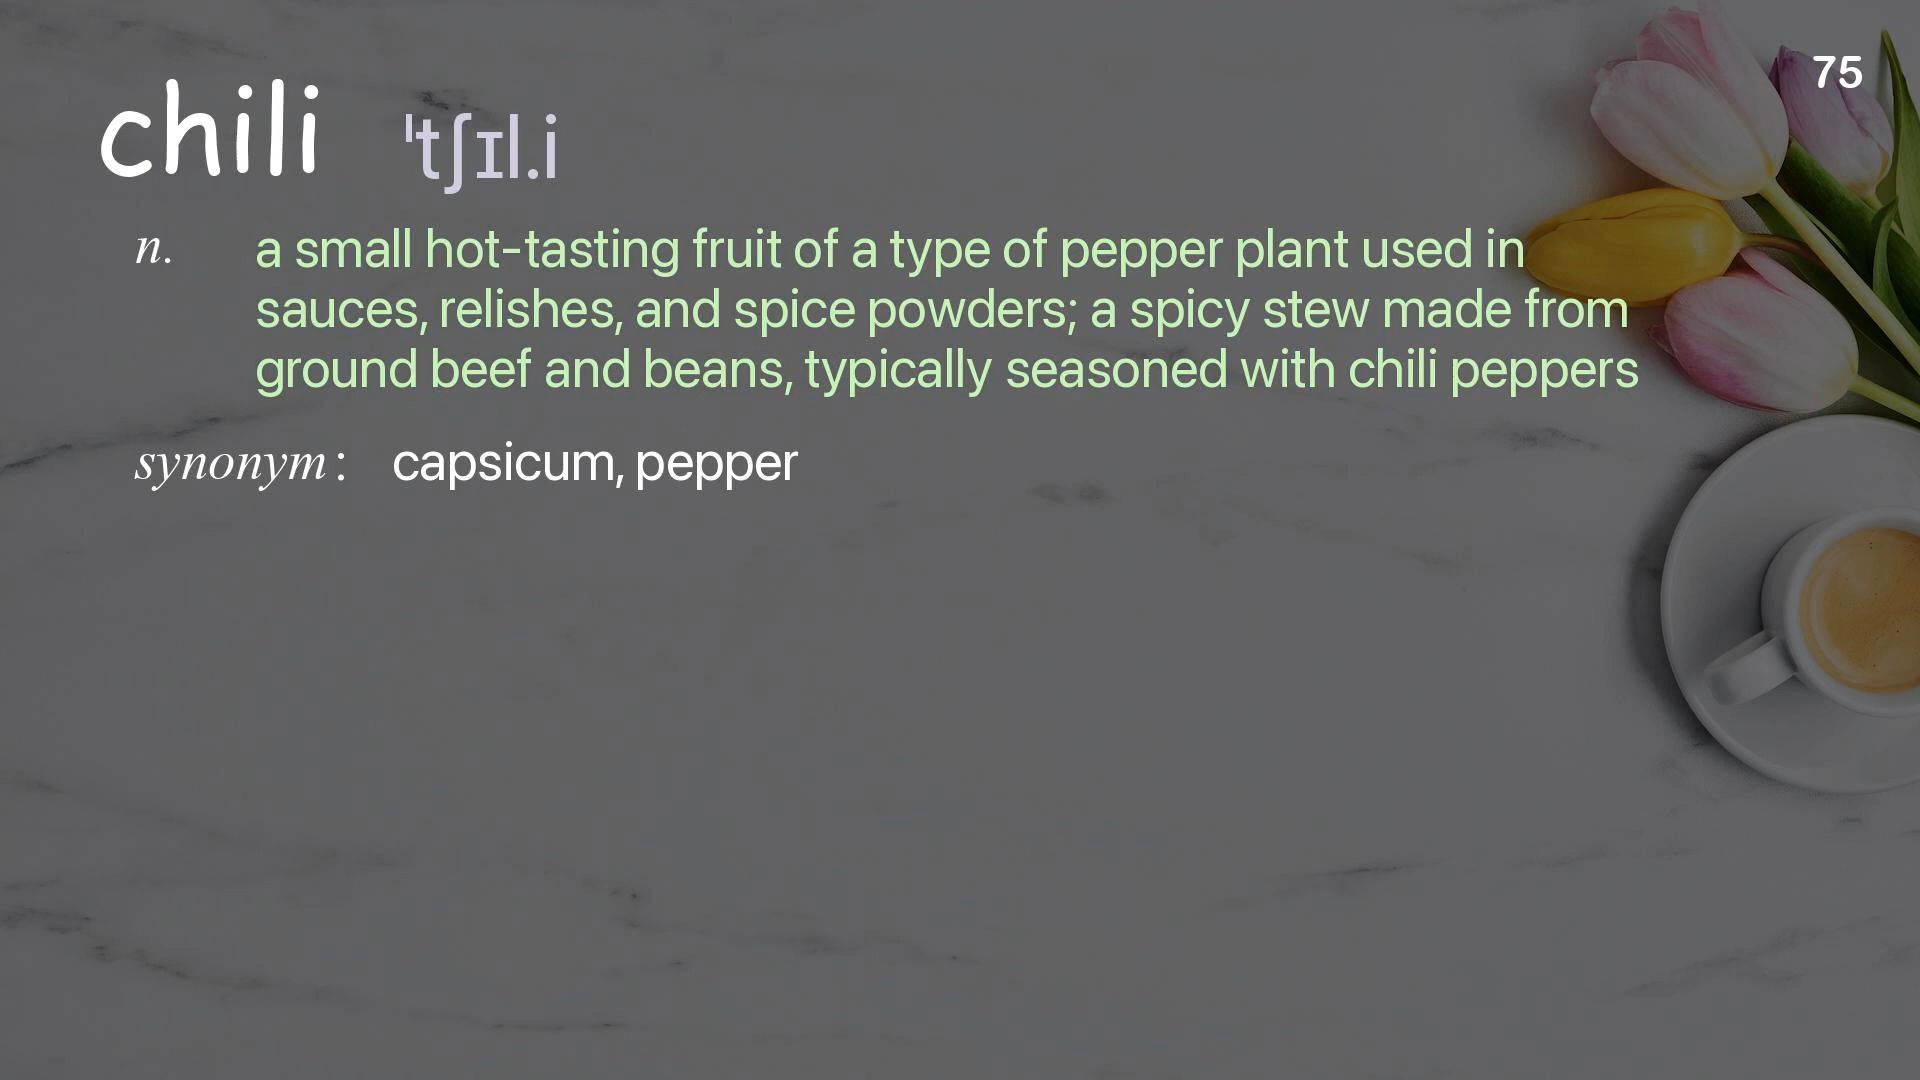 75
chili ˈtʃɪl.i
n. a small hot-tasting fruit of a type of pepper plant used in
sauces, relishes, and spice powders; a spicy stew made from
ground beef and beans, typically seasoned with chili peppers
synonym : capsicum, pepper